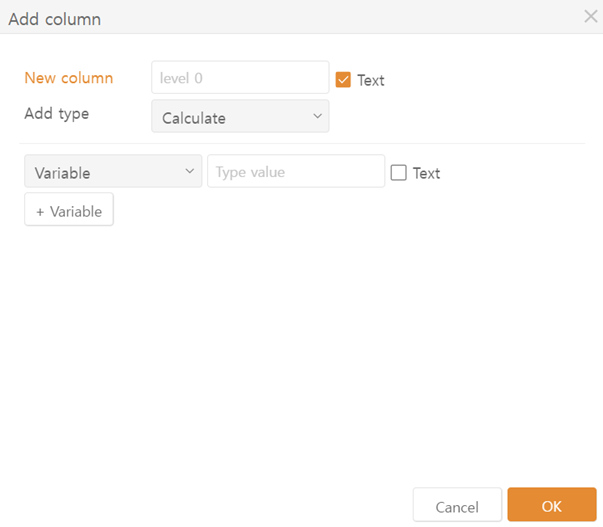 Add column
New column level 0 Text
Add type Calculate
Variable Type value Text
+ Variable
Cancel OK